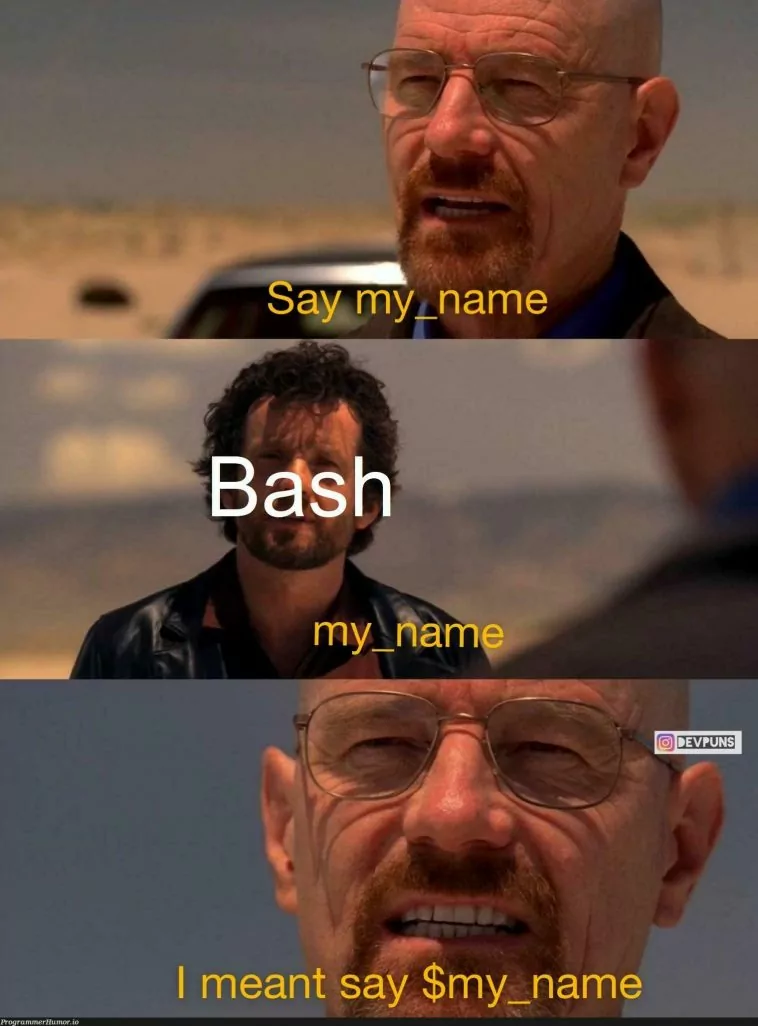 Say my_name
Bash
my_name
DEVPUNS
I meant say $my_name
ProgrammerHumor.io